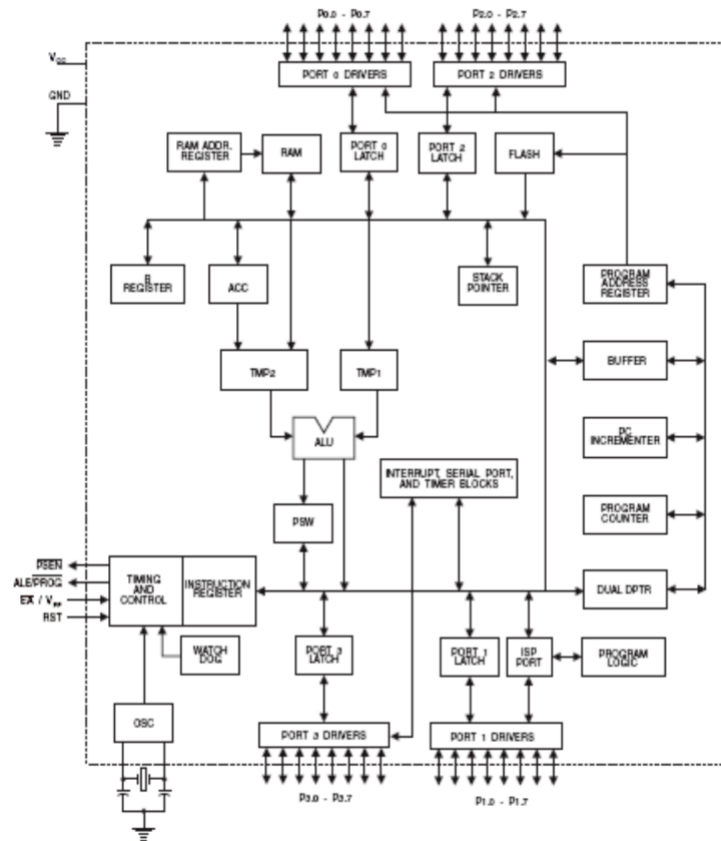 P0.0 - P0.7
P2.0 - P2.7
VCC
PORT 0 DRIVERS
PORT 2 DRIVERS
GND
RAM ADDR.
REGISTER
RAM
PORT 0
LATCH
PORT 2
LATCH
FLASH
B
REGISTER
ACC
STACK
POINTER
PROGRAM
ADDRESS
REGISTER
BUFFER
TMP2
TMP1
ALU
PC
INCREMENTER
INTERRUPT, SERIAL PORT,
AND TIMER BLOCKS
PSW
PROGRAM
COUNTER
PSEN
ALE/PROG
EA / VPP
RST
TIMING
AND
CONTROL
INSTRUCTION
REGISTER
DUAL DPTR
WATCH
DOG
PORT 3
LATCH
PORT 1
LATCH
ISP
PORT
PROGRAM
LOGIC
OSC
PORT 3 DRIVERS
PORT 1 DRIVERS
P3.0 - P3.7
P1.0 - P1.7